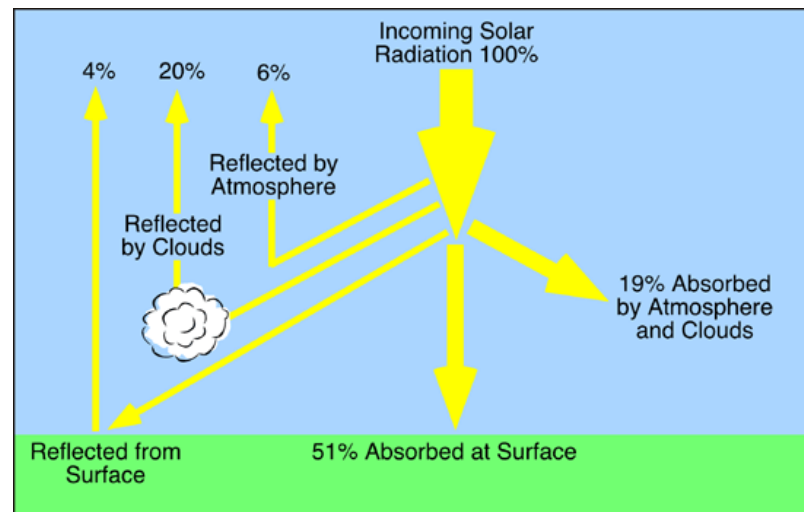 Incoming Solar
Radiation 100%
4%
20%
6%
Reflected by
Atmosphere
Reflected
by Clouds
19% Absorbed
by Atmosphere
and Clouds
Reflected from
Surface
51% Absorbed at Surface